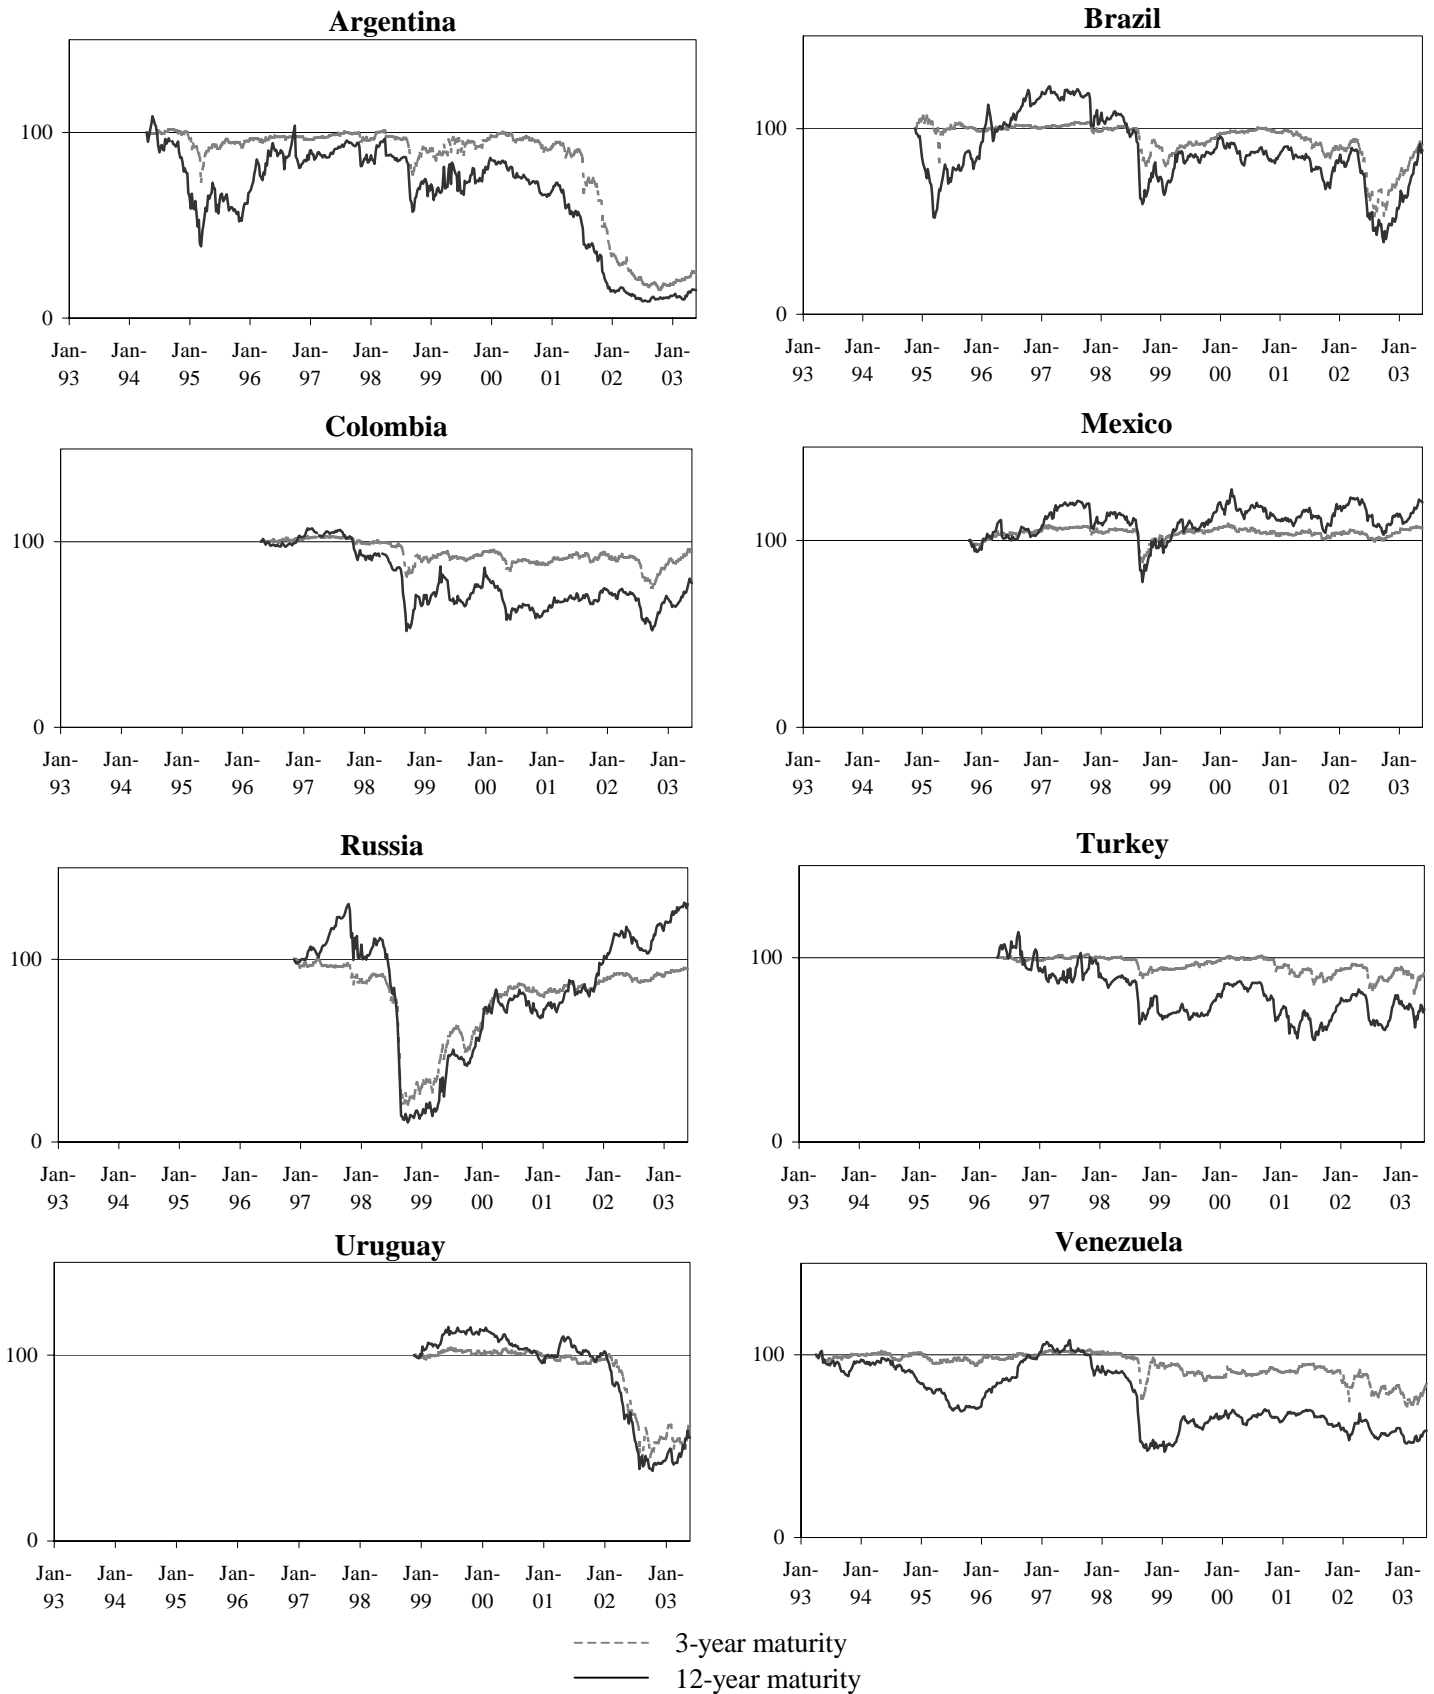 Argentina
100
0
Jan- Jan- Jan- Jan- Jan- Jan- Jan- Jan- Jan- Jan- Jan-
93 94 95 96 97 98 99 00 01 02 03
Brazil
100
0
Jan- Jan- Jan- Jan- Jan- Jan- Jan- Jan- Jan- Jan- Jan-
93 94 95 96 97 98 99 00 01 02 03
Colombia
100
0
Jan- Jan- Jan- Jan- Jan- Jan- Jan- Jan- Jan- Jan- Jan-
93 94 95 96 97 98 99 00 01 02 03
Mexico
100
0
Jan- Jan- Jan- Jan- Jan- Jan- Jan- Jan- Jan- Jan- Jan-
93 94 95 96 97 98 99 00 01 02 03
Russia
100
0
Jan- Jan- Jan- Jan- Jan- Jan- Jan- Jan- Jan- Jan- Jan-
93 94 95 96 97 98 99 00 01 02 03
Turkey
100
0
Jan- Jan- Jan- Jan- Jan- Jan- Jan- Jan- Jan- Jan- Jan-
93 94 95 96 97 98 99 00 01 02 03
Uruguay
100
0
Jan- Jan- Jan- Jan- Jan- Jan- Jan- Jan- Jan- Jan- Jan-
93 94 95 96 97 98 99 00 01 02 03
Venezuela
100
0
Jan- Jan- Jan- Jan- Jan- Jan- Jan- Jan- Jan- Jan- Jan-
93 94 95 96 97 98 99 00 01 02 03
3-year maturity
12-year maturity